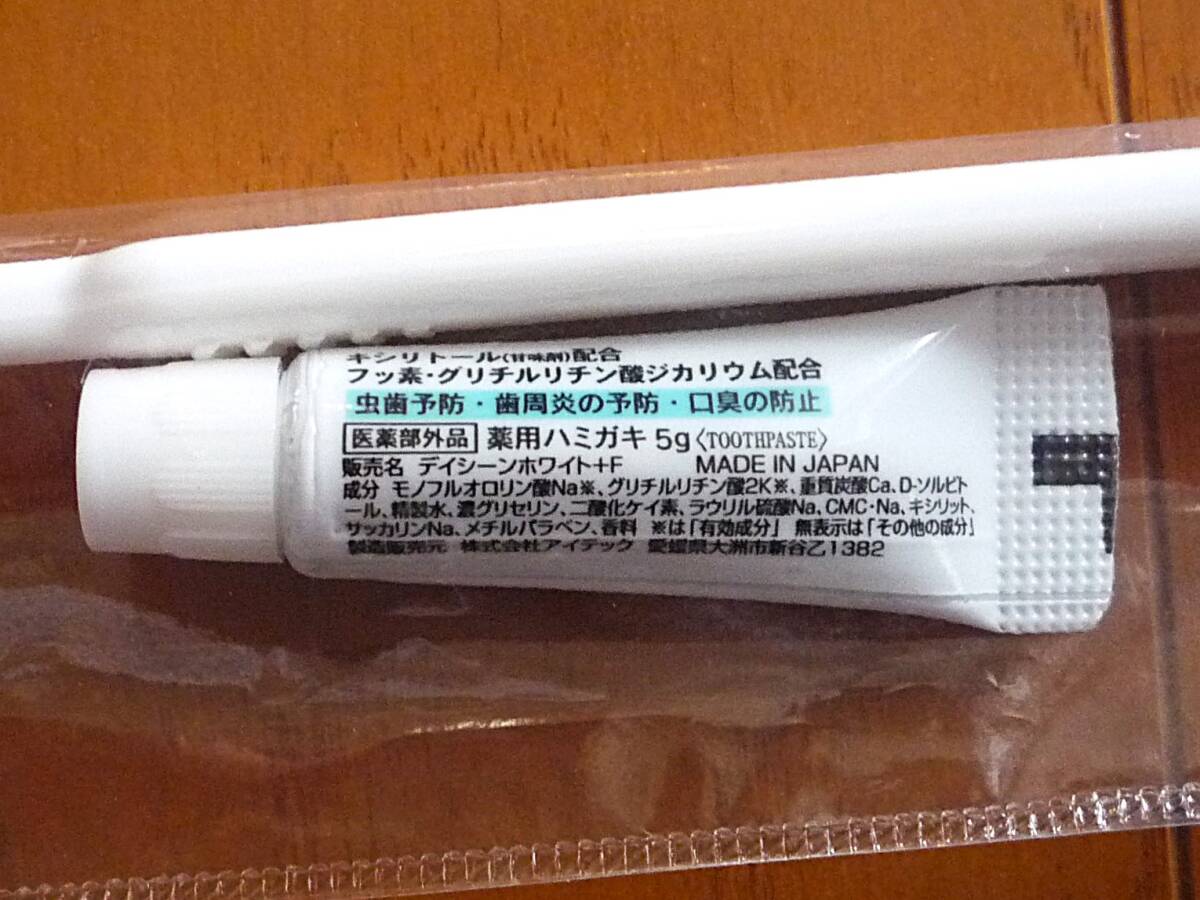 キシリトール(甘味剤)配合
フッ素・グリチルリチン酸ジカリウム配合
虫歯予防・歯周炎の予防・口臭の防止
医薬部外品 薬用ハミガキ 5g〈TOOTHPASTE〉
販売名 デイシーンホワイト+F MADE IN JAPAN
成分 モノフルオロリン酸Na※、グリチルリチン酸2K※、重質炭酸Ca、D-ソルビト
ール、精製水、濃グリセリン、二酸化ケイ素、ラウリル硫酸Na、CMC・Na、キシリット、
サッカリンNa、メチルパラベン、香料 ※は「有効成分」 無表示は「その他の成分」
製造販売元 株式会社アイテック 愛媛県大洲市新谷乙1382